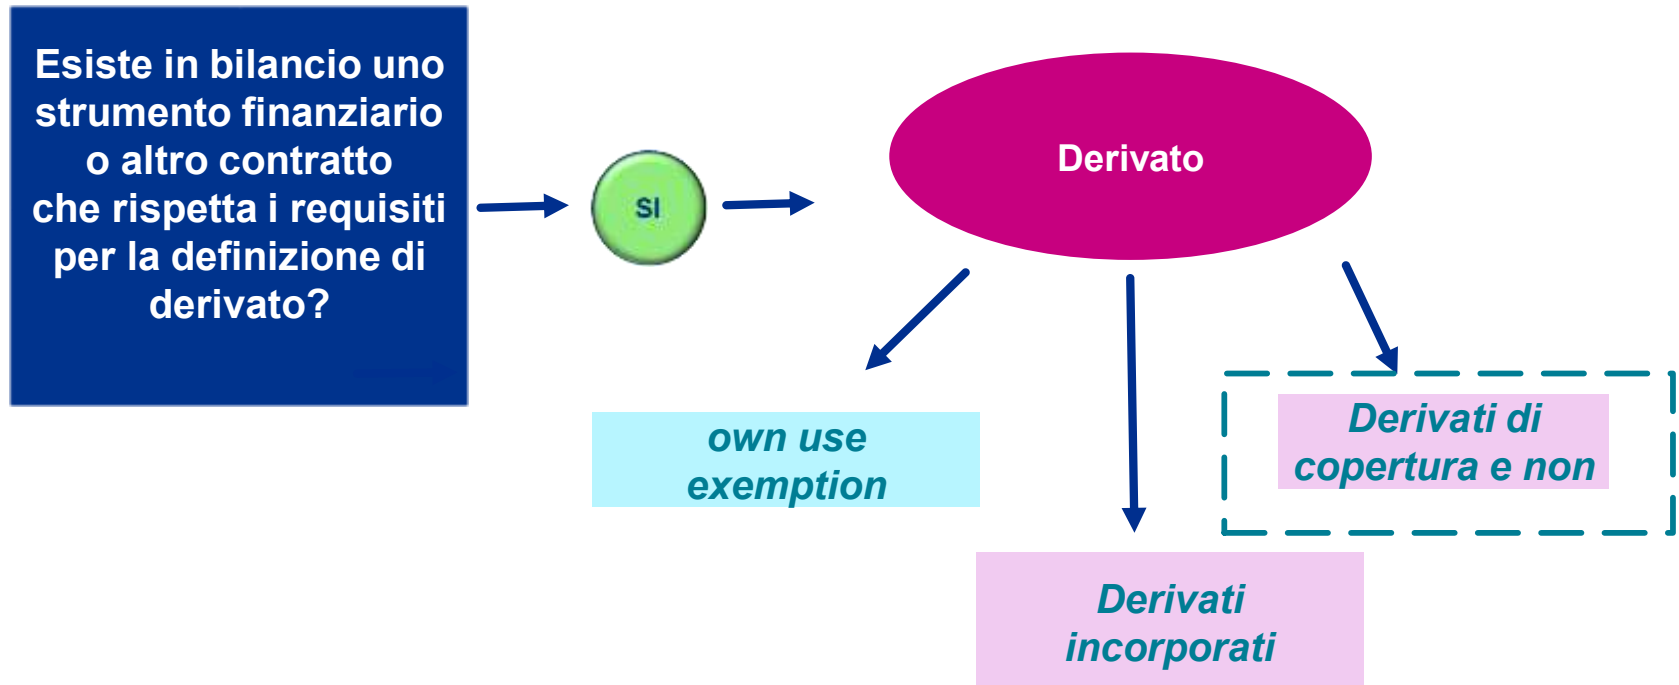 Esiste in bilancio uno
strumento finanziario
o altro contratto
che rispetta i requisiti
per la definizione di
derivato?
SI
Derivato
own use
exemption
Derivati di
copertura e non
Derivati
incorporati